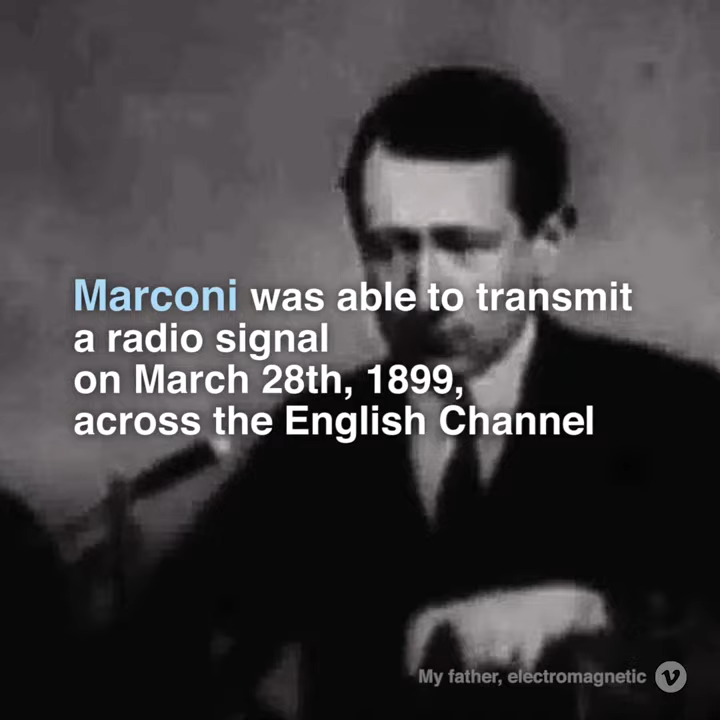 Marconi was able to transmit
a radio signal
on March 28th, 1899,
across the English Channel
My father, electromagnetic